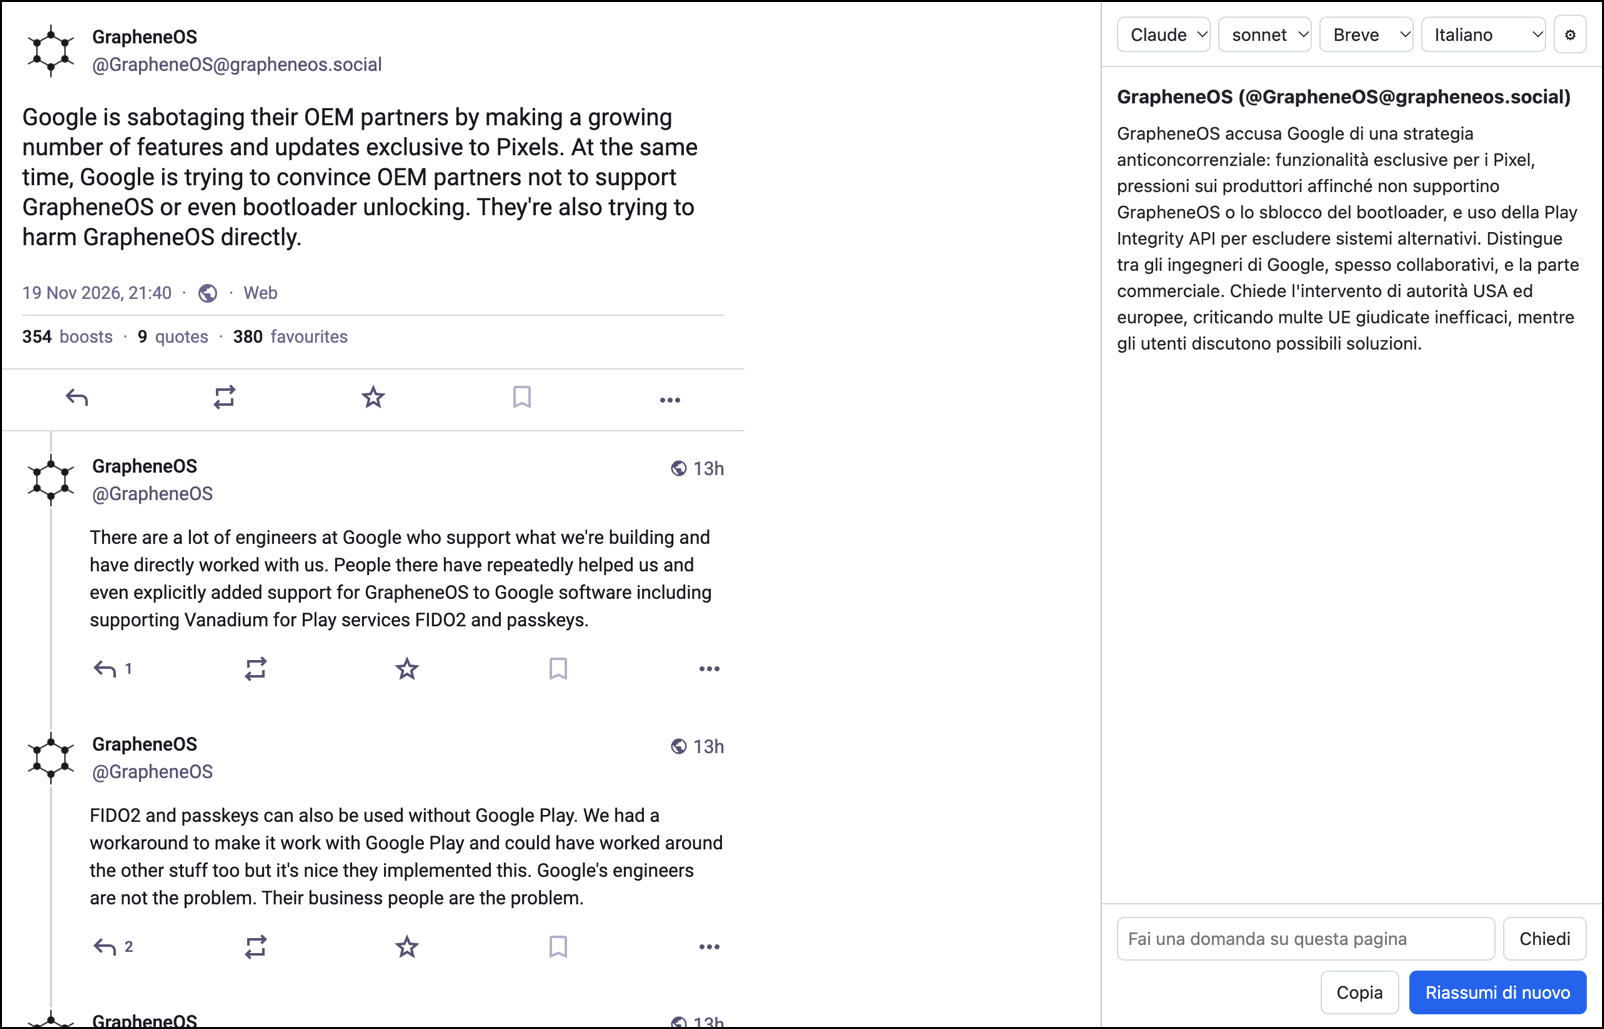 GrapheneOS
@GrapheneOS@grapheneos.social
Google is sabotaging their OEM partners by making a growing
number of features and updates exclusive to Pixels. At the same
time, Google is trying to convince OEM partners not to support
GrapheneOS or even bootloader unlocking. They're also trying to
harm GrapheneOS directly.
19 Nov 2026, 21:40 · · Web
354 boosts · 9 quotes · 380 favourites
GrapheneOS
13h
@GrapheneOS
There are a lot of engineers at Google who support what we're building and
have directly worked with us. People there have repeatedly helped us and
even explicitly added support for GrapheneOS to Google software including
supporting Vanadium for Play services FIDO2 and passkeys.
1
GrapheneOS
13h
@GrapheneOS
FIDO2 and passkeys can also be used without Google Play. We had a
workaround to make it work with Google Play and could have worked around
the other stuff too but it's nice they implemented this. Google's engineers
are not the problem. Their business people are the problem.
2
GrapheneOS
13h
Claude
sonnet
Breve
Italiano
GrapheneOS (@GrapheneOS@grapheneos.social)
GrapheneOS accusa Google di una strategia
anticoncorrenziale: funzionalità esclusive per i Pixel,
pressioni sui produttori affinché non supportino
GrapheneOS o lo sblocco del bootloader, e uso della Play
Integrity API per escludere sistemi alternativi. Distingue
tra gli ingegneri di Google, spesso collaborativi, e la parte
commerciale. Chiede l'intervento di autorità USA ed
europee, criticando multe UE giudicate inefficaci, mentre
gli utenti discutono possibili soluzioni.
Fai una domanda su questa pagina
Chiedi
Copia
Riassumi di nuovo